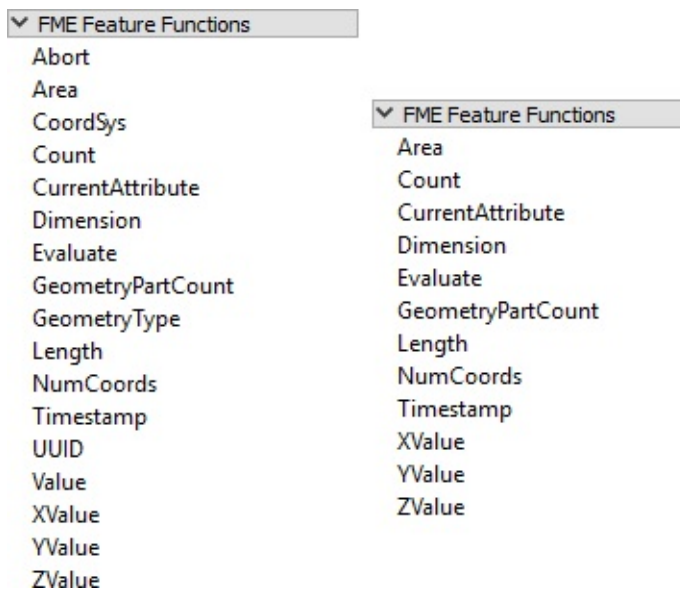 FME Feature Functions
Abort
Area
CoordSys
Count
CurrentAttribute
Dimension
Evaluate
GeometryPartCount
GeometryType
Length
NumCoords
Timestamp
UUID
Value
XValue
YValue
ZValue
FME Feature Functions
Area
Count
CurrentAttribute
Dimension
Evaluate
GeometryPartCount
Length
NumCoords
Timestamp
XValue
YValue
ZValue